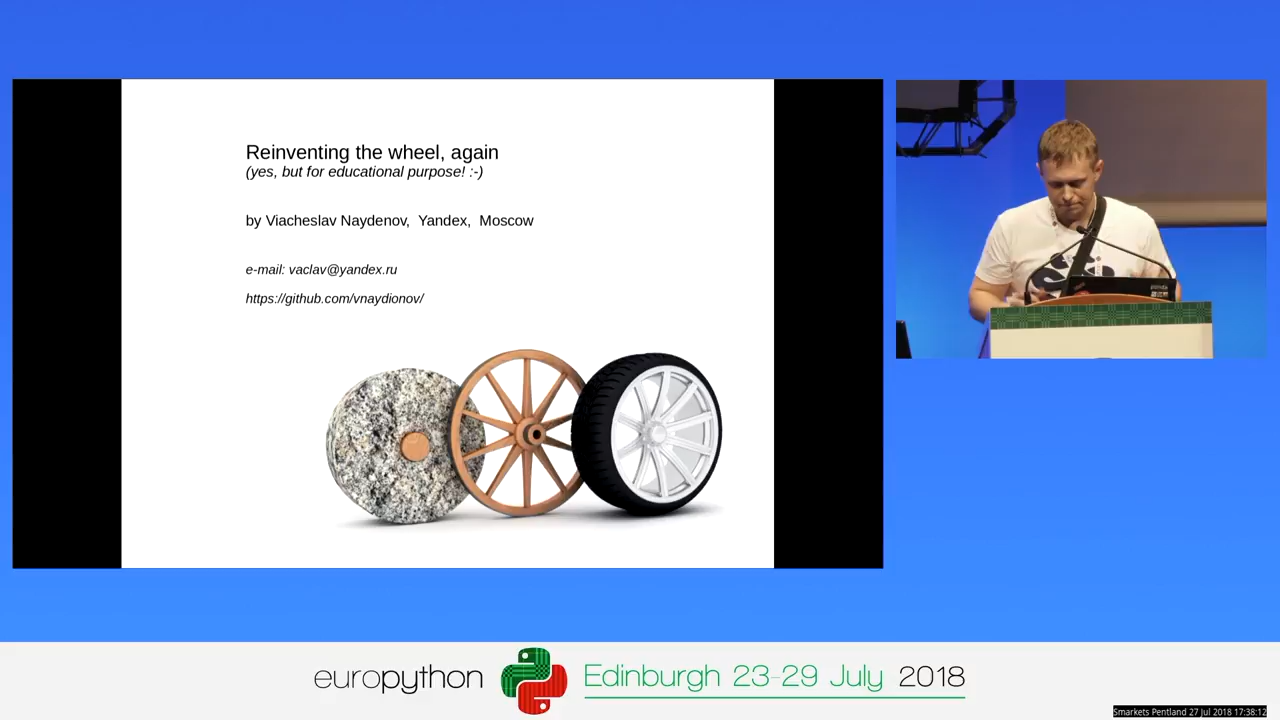 Reinventing the wheel, again
(yes, but for educational purpose! :-)
by Viacheslav Naydenov,  Yandex,  Moscow
e-mail: vaclav@yandex.ru
https://github.com/vnaydionov/
europython
Edinburgh 23-29 July 2018
Smarkets Pentland 27 Jul 2018 17:38:12